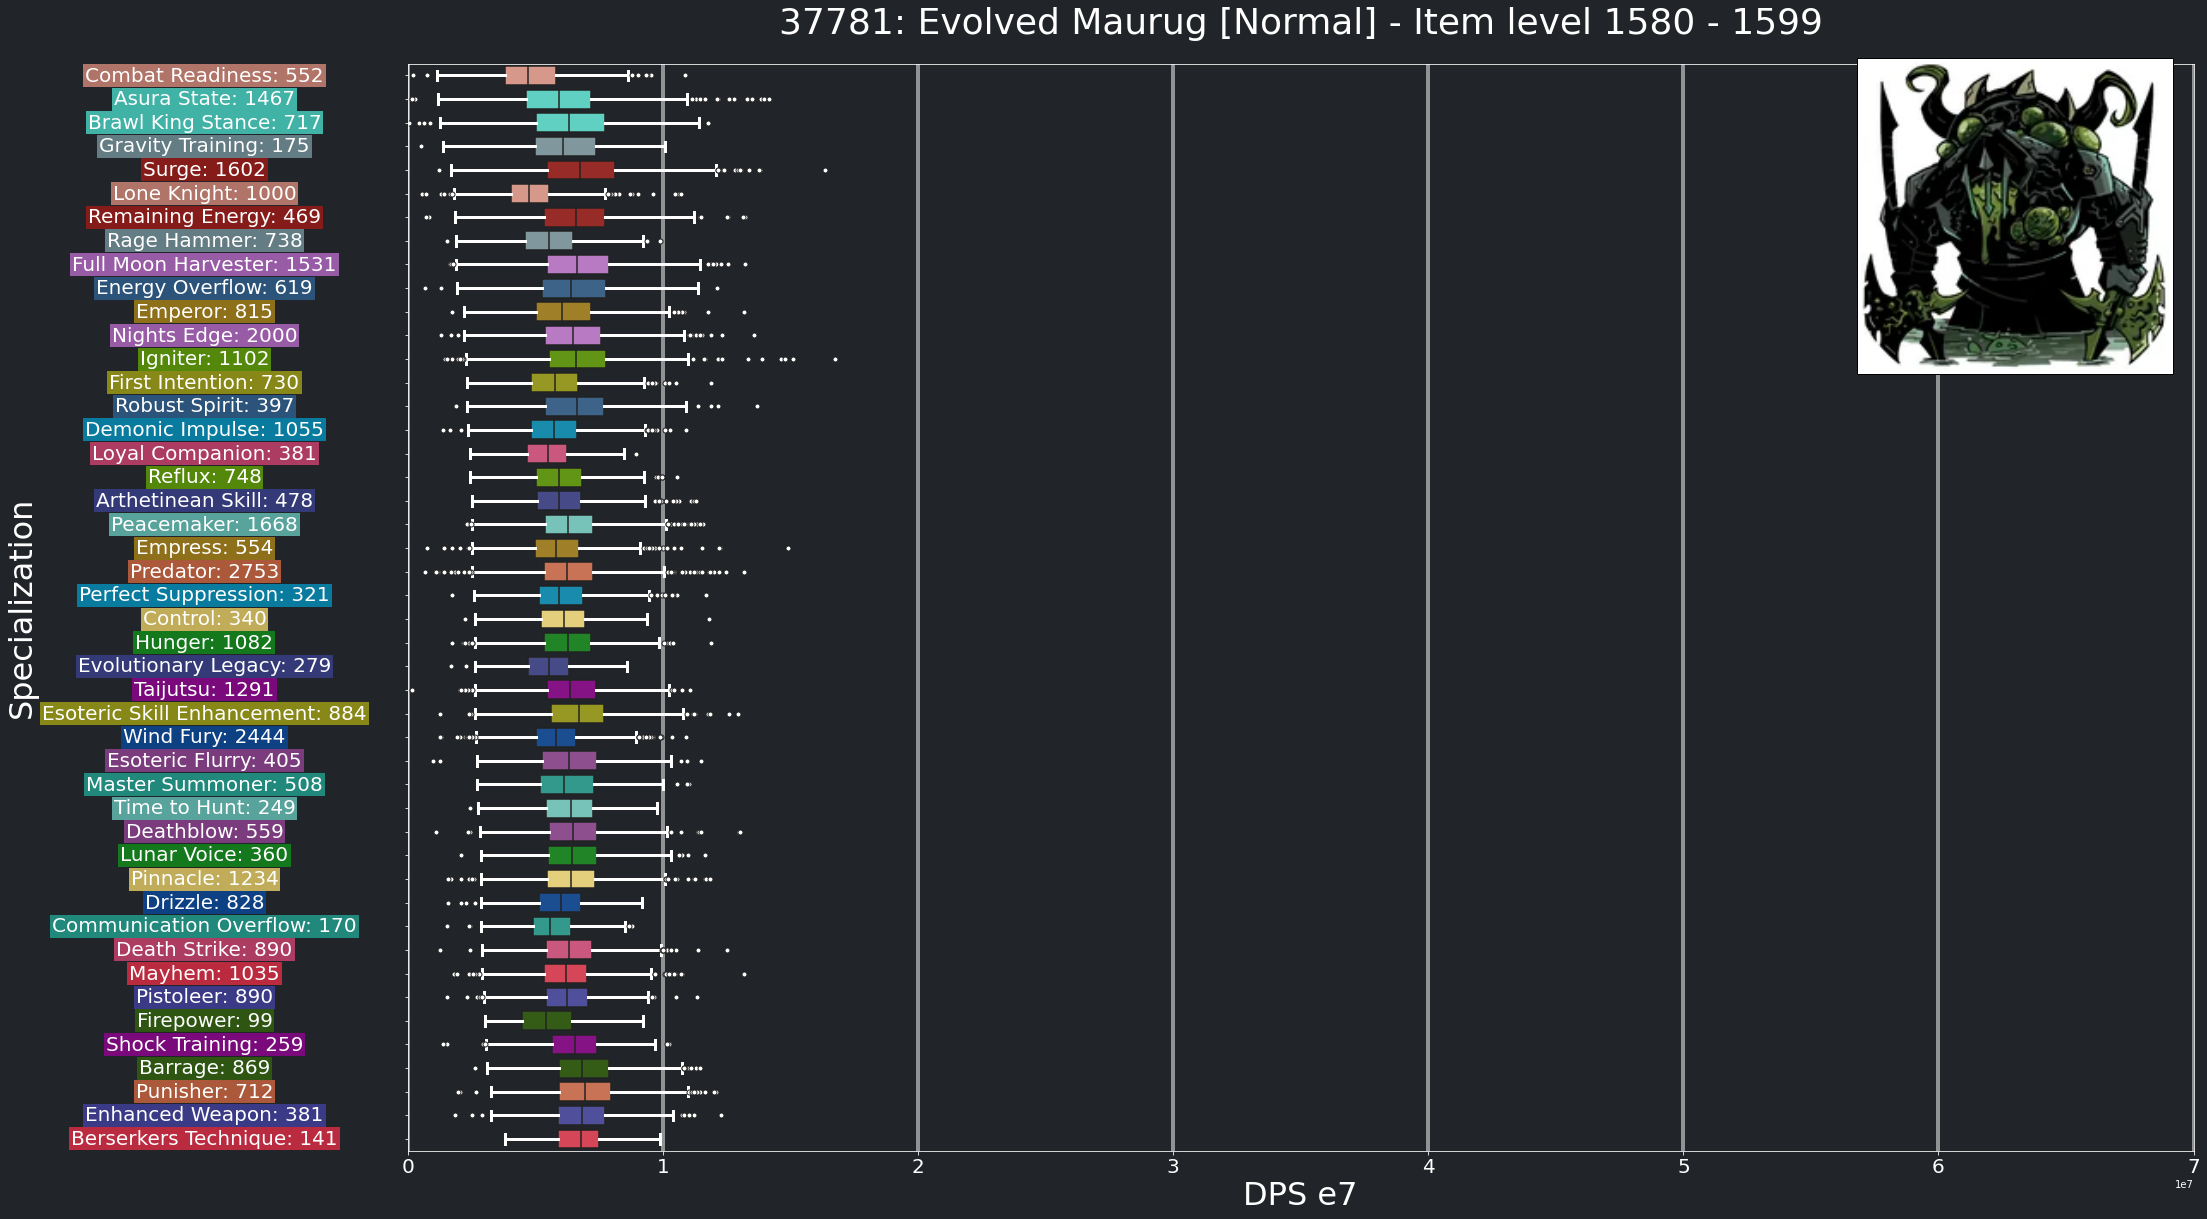 37781: Evolved Maurug [Normal] - Item level 1580 - 1599
Specialization
Combat Readiness: 552
Asura State: 1467
Brawl King Stance: 717
Gravity Training: 175
Surge: 1602
Lone Knight: 1000
Remaining Energy: 469
Rage Hammer: 738
Full Moon Harvester: 1531
Energy Overflow: 619
Emperor: 815
Nights Edge: 2000
Igniter: 1102
First Intention: 730
Robust Spirit: 397
Demonic Impulse: 1055
Loyal Companion: 381
Reflux: 748
Arthetinean Skill: 478
Peacemaker: 1668
Empress: 554
Predator: 2753
Perfect Suppression: 321
Control: 340
Hunger: 1082
Evolutionary Legacy: 279
Taijutsu: 1291
Esoteric Skill Enhancement: 884
Wind Fury: 2444
Esoteric Flurry: 405
Master Summoner: 508
Time to Hunt: 249
Deathblow: 559
Lunar Voice: 360
Pinnacle: 1234
Drizzle: 828
Communication Overflow: 170
Death Strike: 890
Mayhem: 1035
Pistoleer: 890
Firepower: 99
Shock Training: 259
Barrage: 869
Punisher: 712
Enhanced Weapon: 381
Berserkers Technique: 141
0 1 2 3 4 5 6 7
1e7
DPS e7